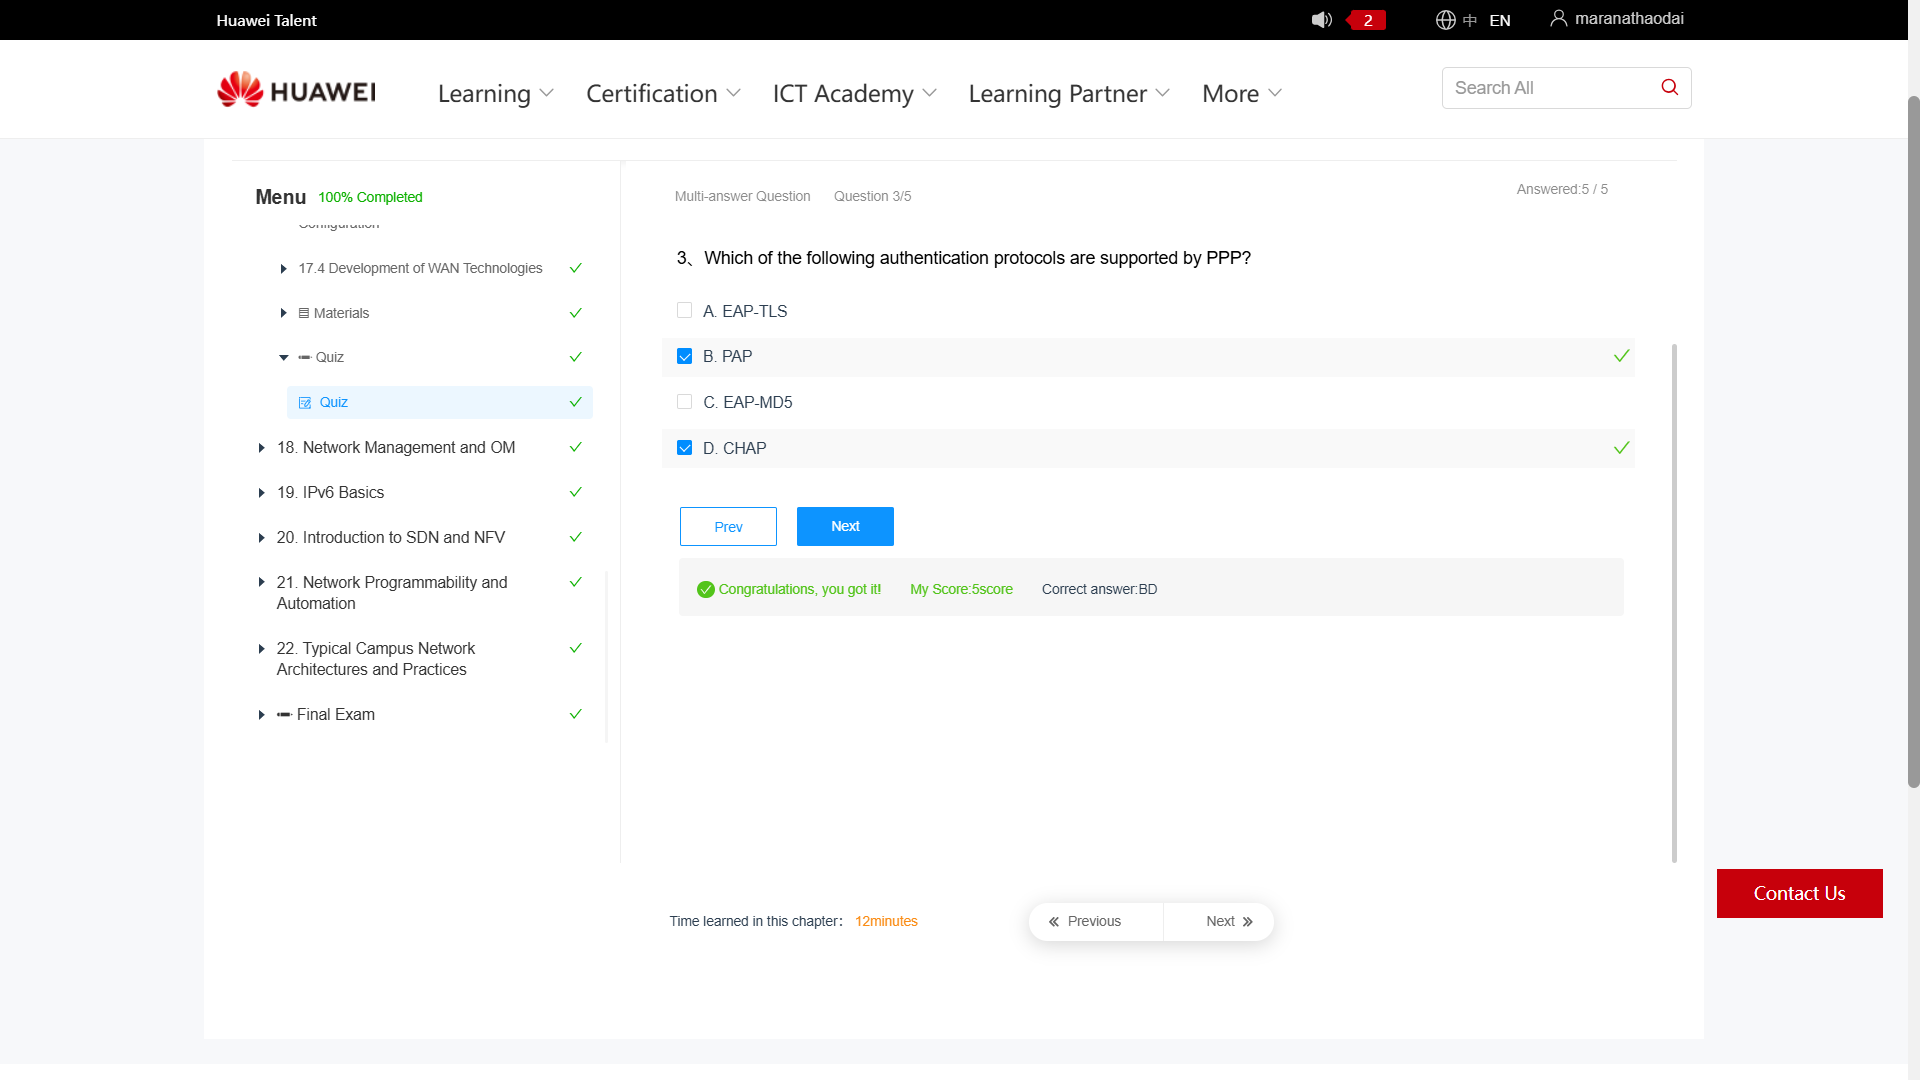 Huawei Talent
2
中 EN
maranathaodai
HUAWEI
Learning
Certification
ICT Academy
Learning Partner
More
Search All
Menu 100% Completed
Configuration
17.4 Development of WAN Technologies
Materials
Quiz
Quiz
18. Network Management and OM
19. IPv6 Basics
20. Introduction to SDN and NFV
21. Network Programmability and
Automation
22. Typical Campus Network
Architectures and Practices
Final Exam
Multi-answer Question Question 3/5
Answered:5 / 5
3、Which of the following authentication protocols are supported by PPP?
A. EAP-TLS
B. PAP
C. EAP-MD5
D. CHAP
Prev
Next
Congratulations, you got it! My Score:5score Correct answer:BD
Time learned in this chapter： 12minutes
Previous
Next
Contact Us